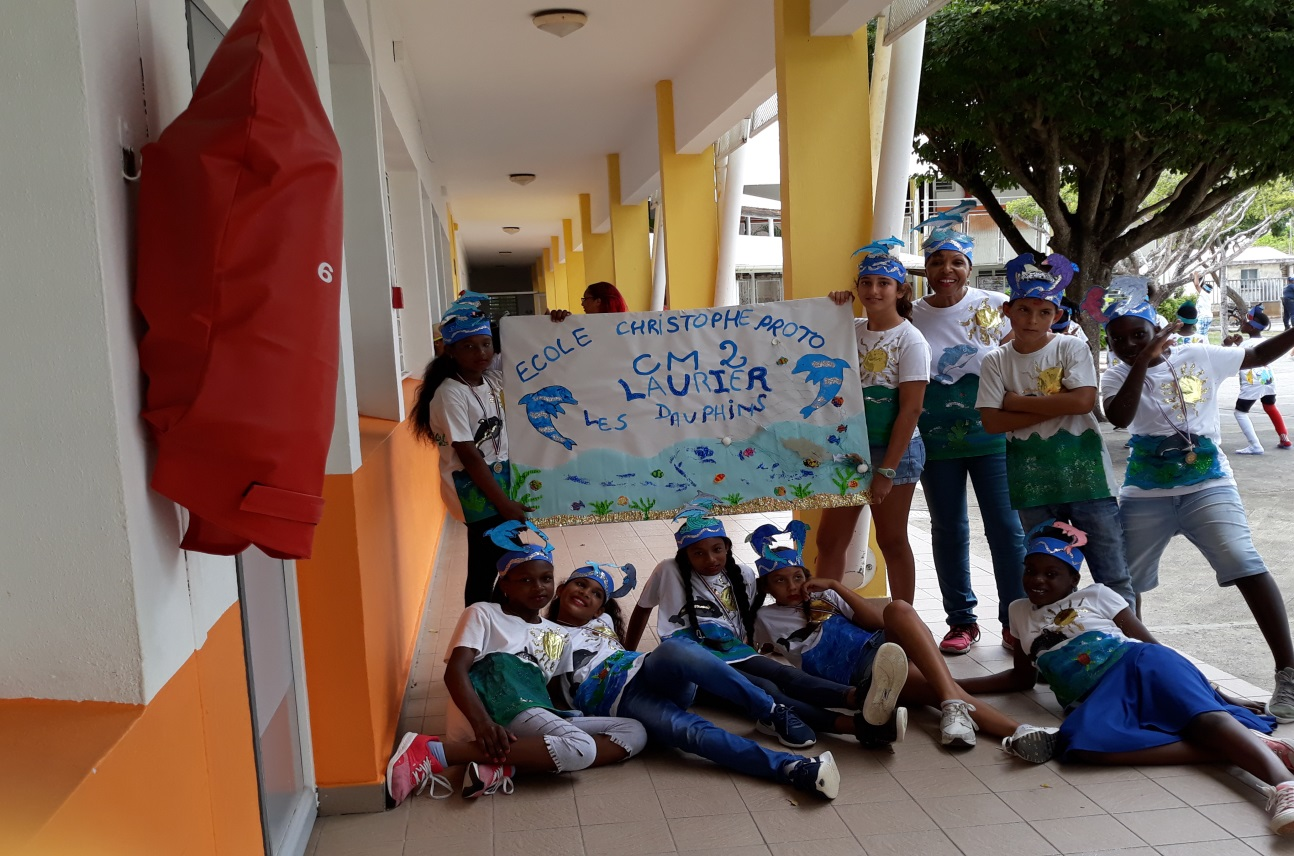 ECOLE CHRISTOPHE PROTO
CM 2
LAURIER
LES DAUPHINS
6